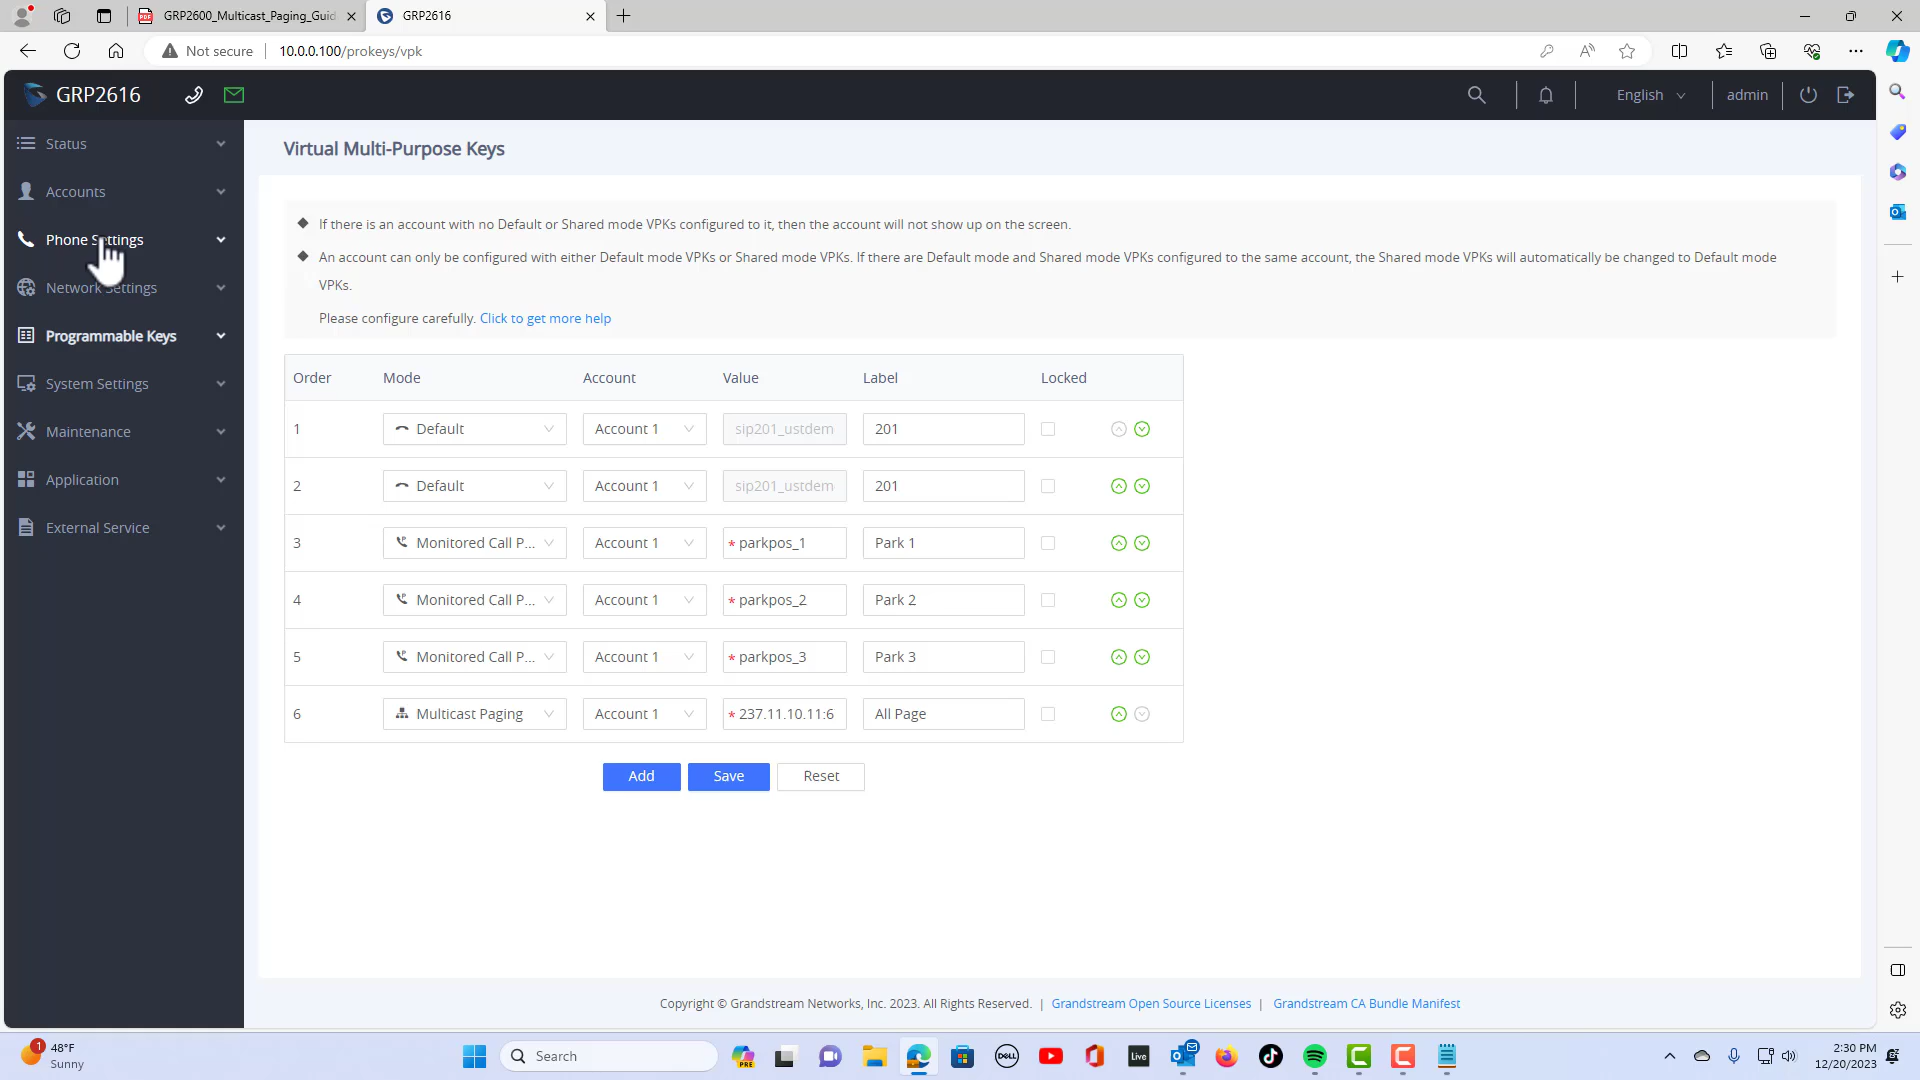 GRP2600_Multicast_Paging_Guid
GRP2616
Not secure
10.0.0.100/prokeys/vpk
GRP2616
English
admin
Status
Accounts
Phone Settings
Network Settings
Programmable Keys
System Settings
Maintenance
Application
External Service
Virtual Multi-Purpose Keys
If there is an account with no Default or Shared mode VPKs configured to it, then the account will not show up on the screen.
An account can only be configured with either Default mode VPKs or Shared mode VPKs. If there are Default mode and Shared mode VPKs configured to the same account, the Shared mode VPKs will automatically be changed to Default mode
VPKs.
Please configure carefully. Click to get more help
Order Mode Account Value Label Locked
1 Default Account 1 sip201_ustdem 201
2 Default Account 1 sip201_ustdem 201
3 Monitored Call P... Account 1 * parkpos_1 Park 1
4 Monitored Call P... Account 1 * parkpos_2 Park 2
5 Monitored Call P... Account 1 * parkpos_3 Park 3
6 Multicast Paging Account 1 * 237.11.10.11:6 All Page
Add Save Reset
Copyright © Grandstream Networks, Inc. 2023. All Rights Reserved. | Grandstream Open Source Licenses | Grandstream CA Bundle Manifest
1
48°F
Sunny
Search
PRE
DELL
Live
2:30 PM
12/20/2023